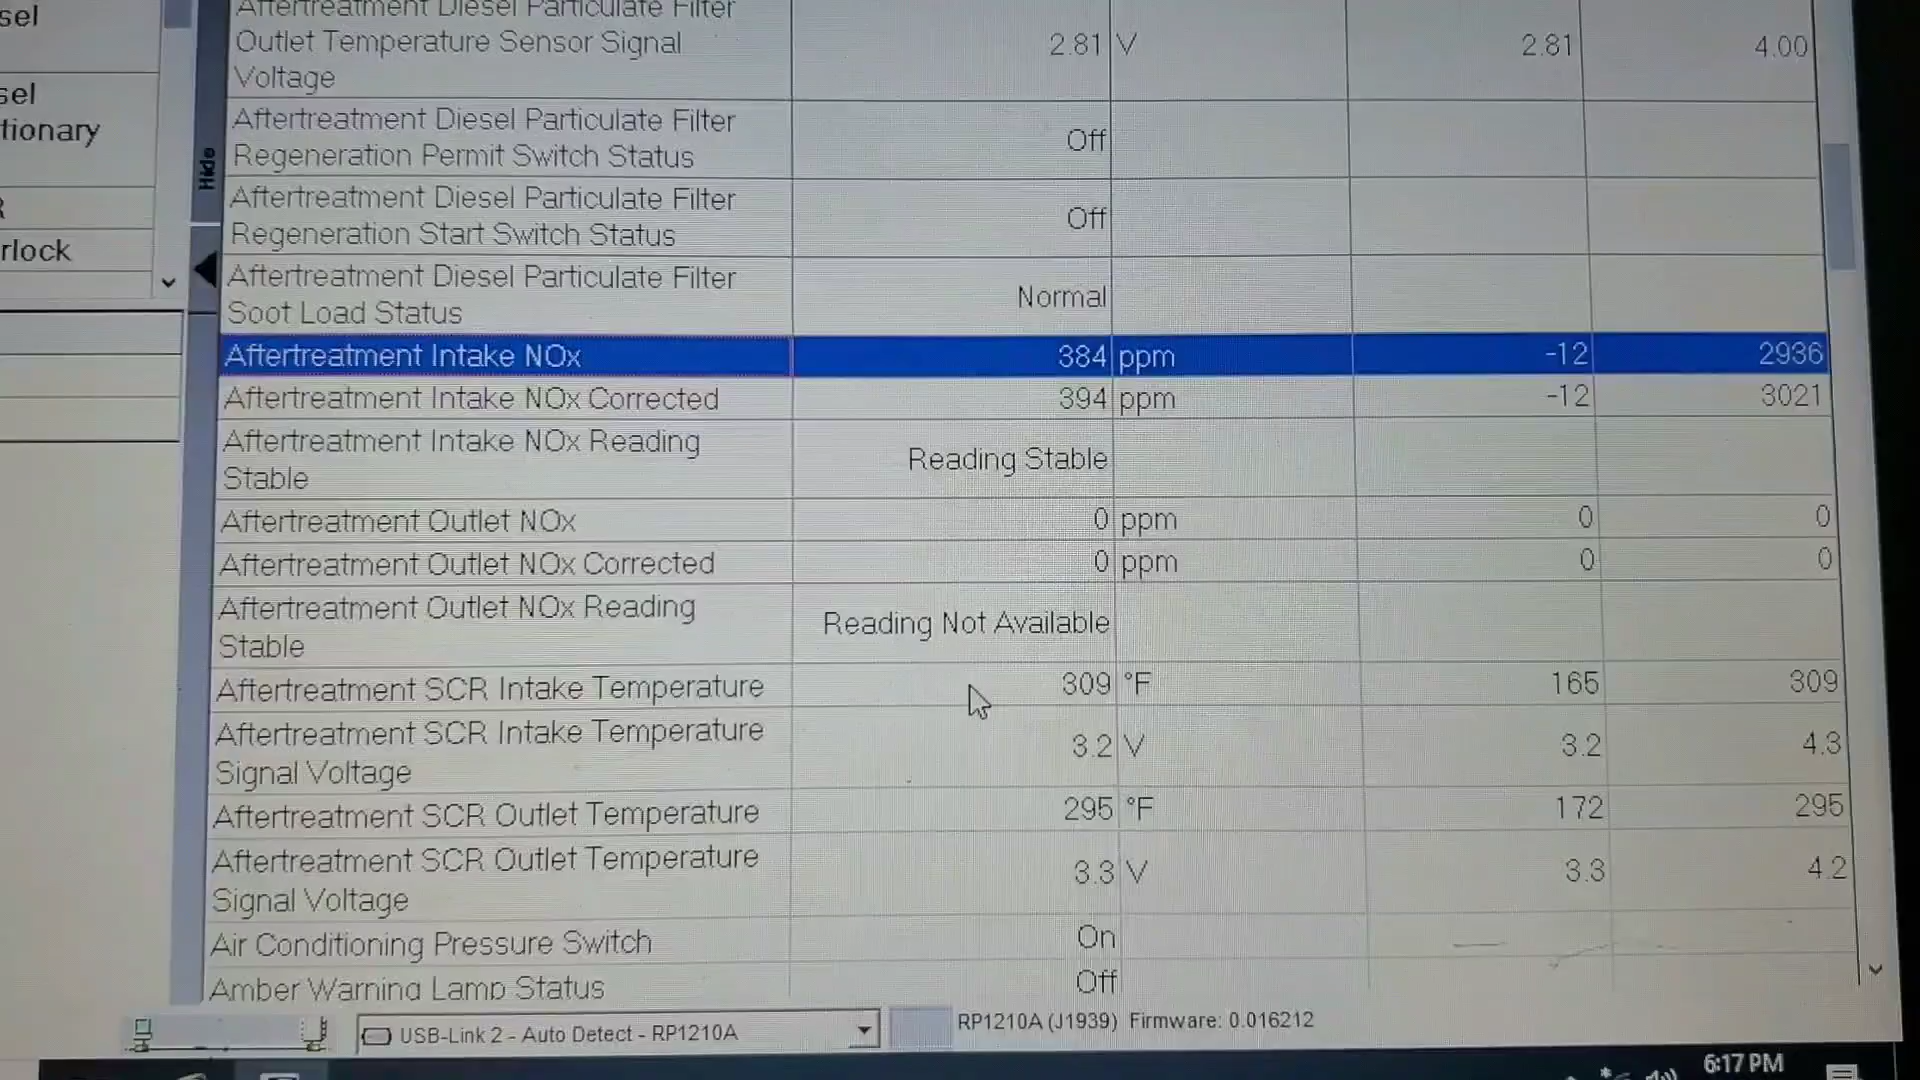 sel
sel
tionary
R
rlock
Hide
Aftertreatment Diesel Particulate Filter
Outlet Temperature Sensor Signal
Voltage
2.81 V 2.81 4.00
Aftertreatment Diesel Particulate Filter
Regeneration Permit Switch Status
Off
Aftertreatment Diesel Particulate Filter
Regeneration Start Switch Status
Off
Aftertreatment Diesel Particulate Filter
Soot Load Status
Normal
Aftertreatment Intake NOx 384 ppm -12 2936
Aftertreatment Intake NOx Corrected 394 ppm -12 3021
Aftertreatment Intake NOx Reading
Stable
Reading Stable
Aftertreatment Outlet NOx 0 ppm 0 0
Aftertreatment Outlet NOx Corrected 0 ppm 0 0
Aftertreatment Outlet NOx Reading
Stable
Reading Not Available
Aftertreatment SCR Intake Temperature 309 °F 165 309
Aftertreatment SCR Intake Temperature
Signal Voltage
3.2 V 3.2 4.3
Aftertreatment SCR Outlet Temperature 295 °F 172 295
Aftertreatment SCR Outlet Temperature
Signal Voltage
3.3 V 3.3 4.2
Air Conditioning Pressure Switch On
Amber Warning Lamp Status Off
USB-Link 2 - Auto Detect - RP1210A
RP1210A (J1939) Firmware: 0.016212
6:17 PM